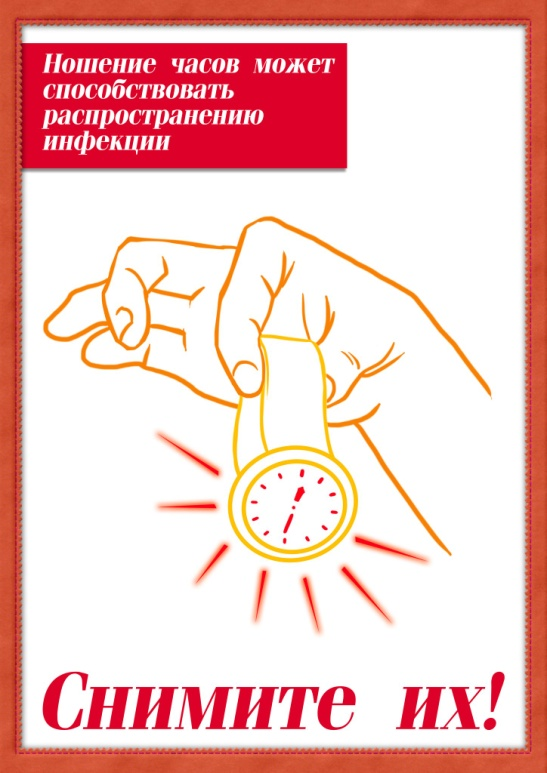 Ношение часов может
способствовать
распространению
инфекции
Снимите их!